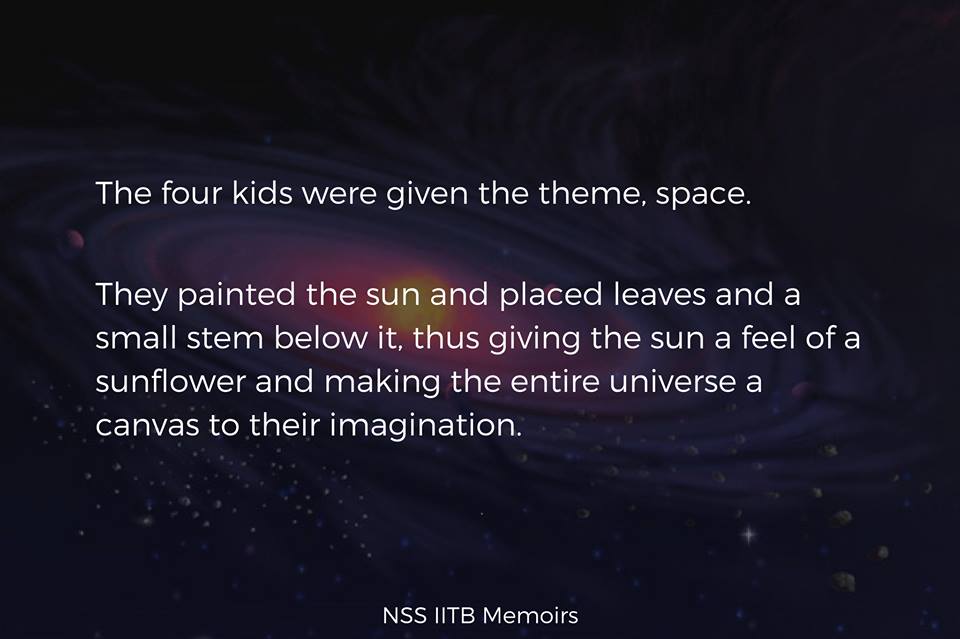 The four kids were given the theme, space.
They painted the sun and placed leaves and a
small stem below it, thus giving the sun a feel of a
sunflower and making the entire universe a
canvas to their imagination.
NSS IITB Memoirs